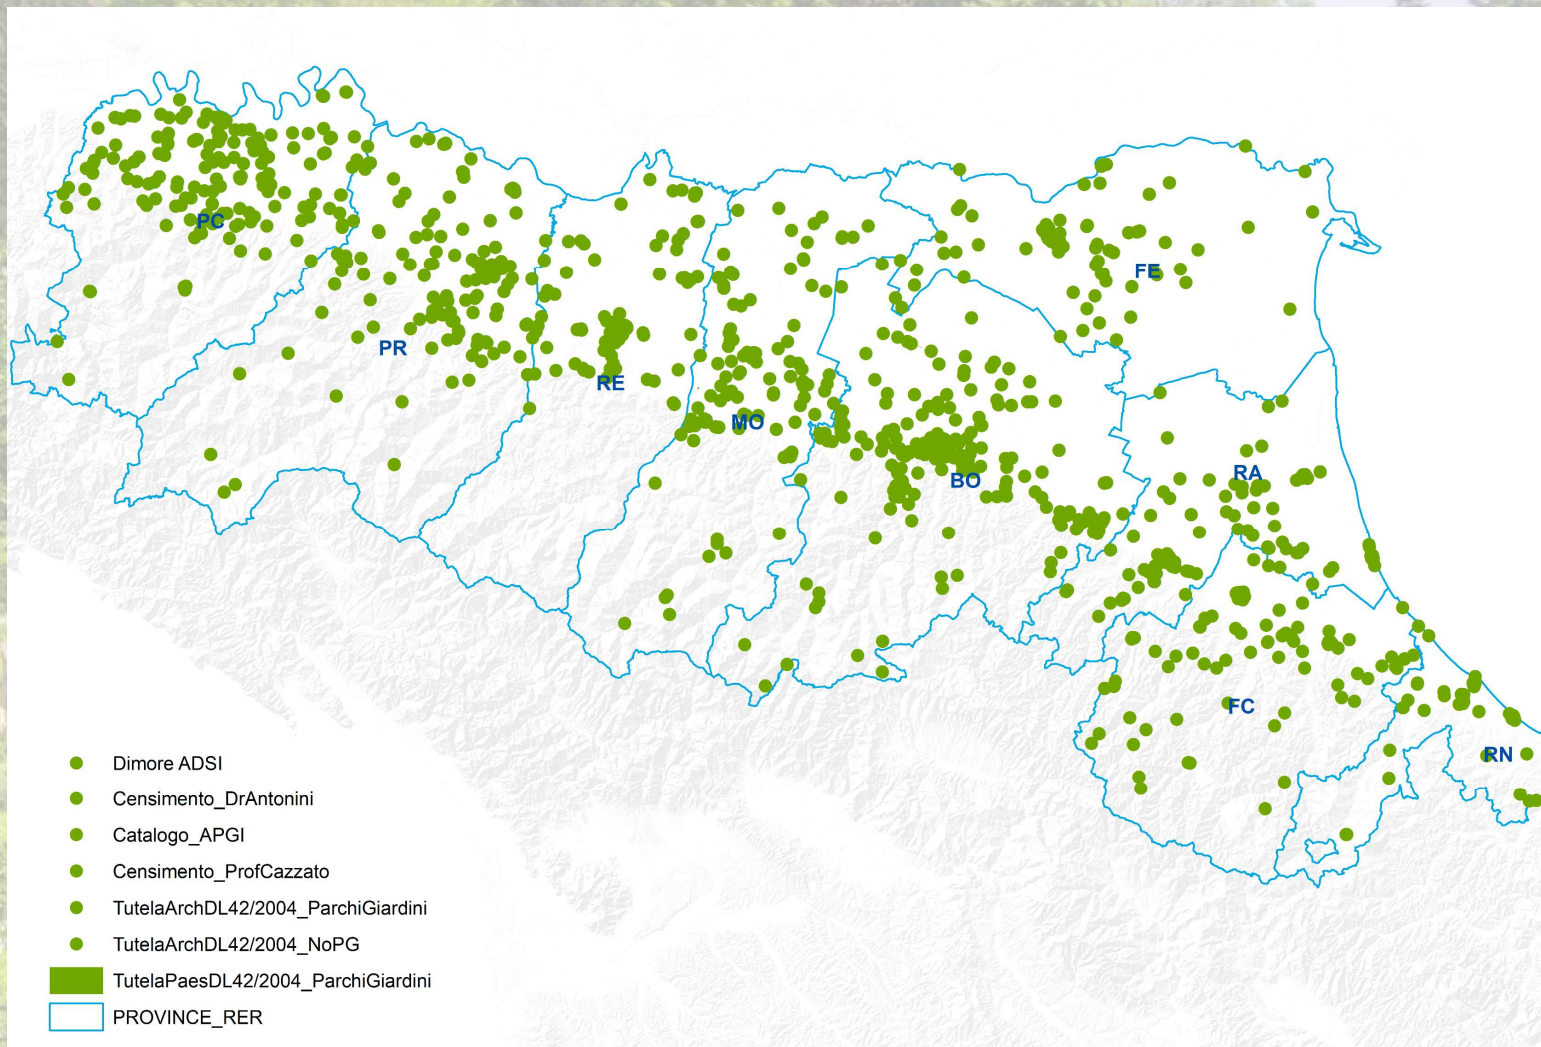 PC
FE
PR
RE
MO
RA
BO
FC
RN
Dimore ADSI
Censimento_DrAntonini
Catalogo_APGI
Censimento_ProfCazzato
TutelaArchDL42/2004_ParchiGiardini
TutelaArchDL42/2004_NoPG
TutelaPaesDL42/2004_ParchiGiardini
PROVINCE_RER